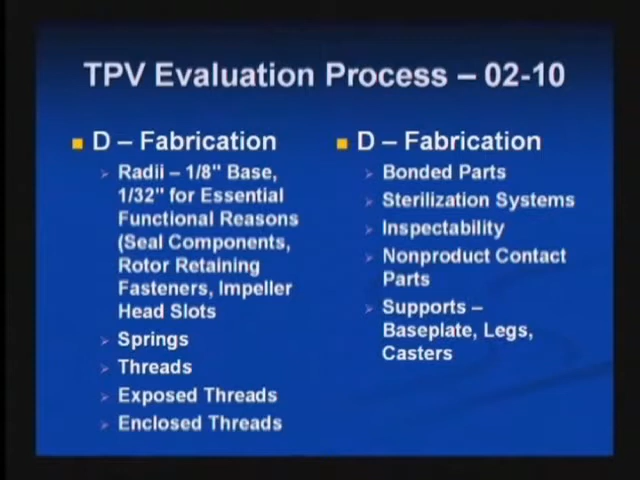 TPV Evaluation Process – 02-10
D – Fabrication
Radii – 1/8" Base,
1/32" for Essential
Functional Reasons
(Seal Components,
Rotor Retaining
Fasteners, Impeller
Head Slots
Springs
Threads
Exposed Threads
Enclosed Threads
D – Fabrication
Bonded Parts
Sterilization Systems
Inspectability
Nonproduct Contact
Parts
Supports –
Baseplate, Legs,
Casters